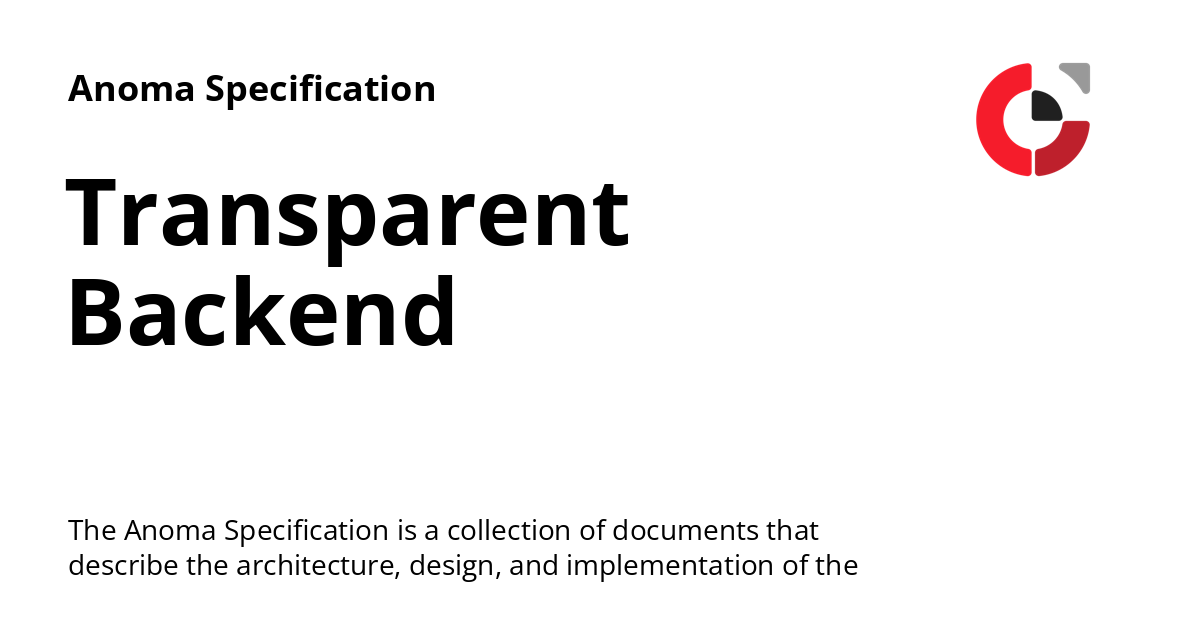 Anoma Specification
Transparent
Backend
The Anoma Specification is a collection of documents that
describe the architecture, design, and implementation of the